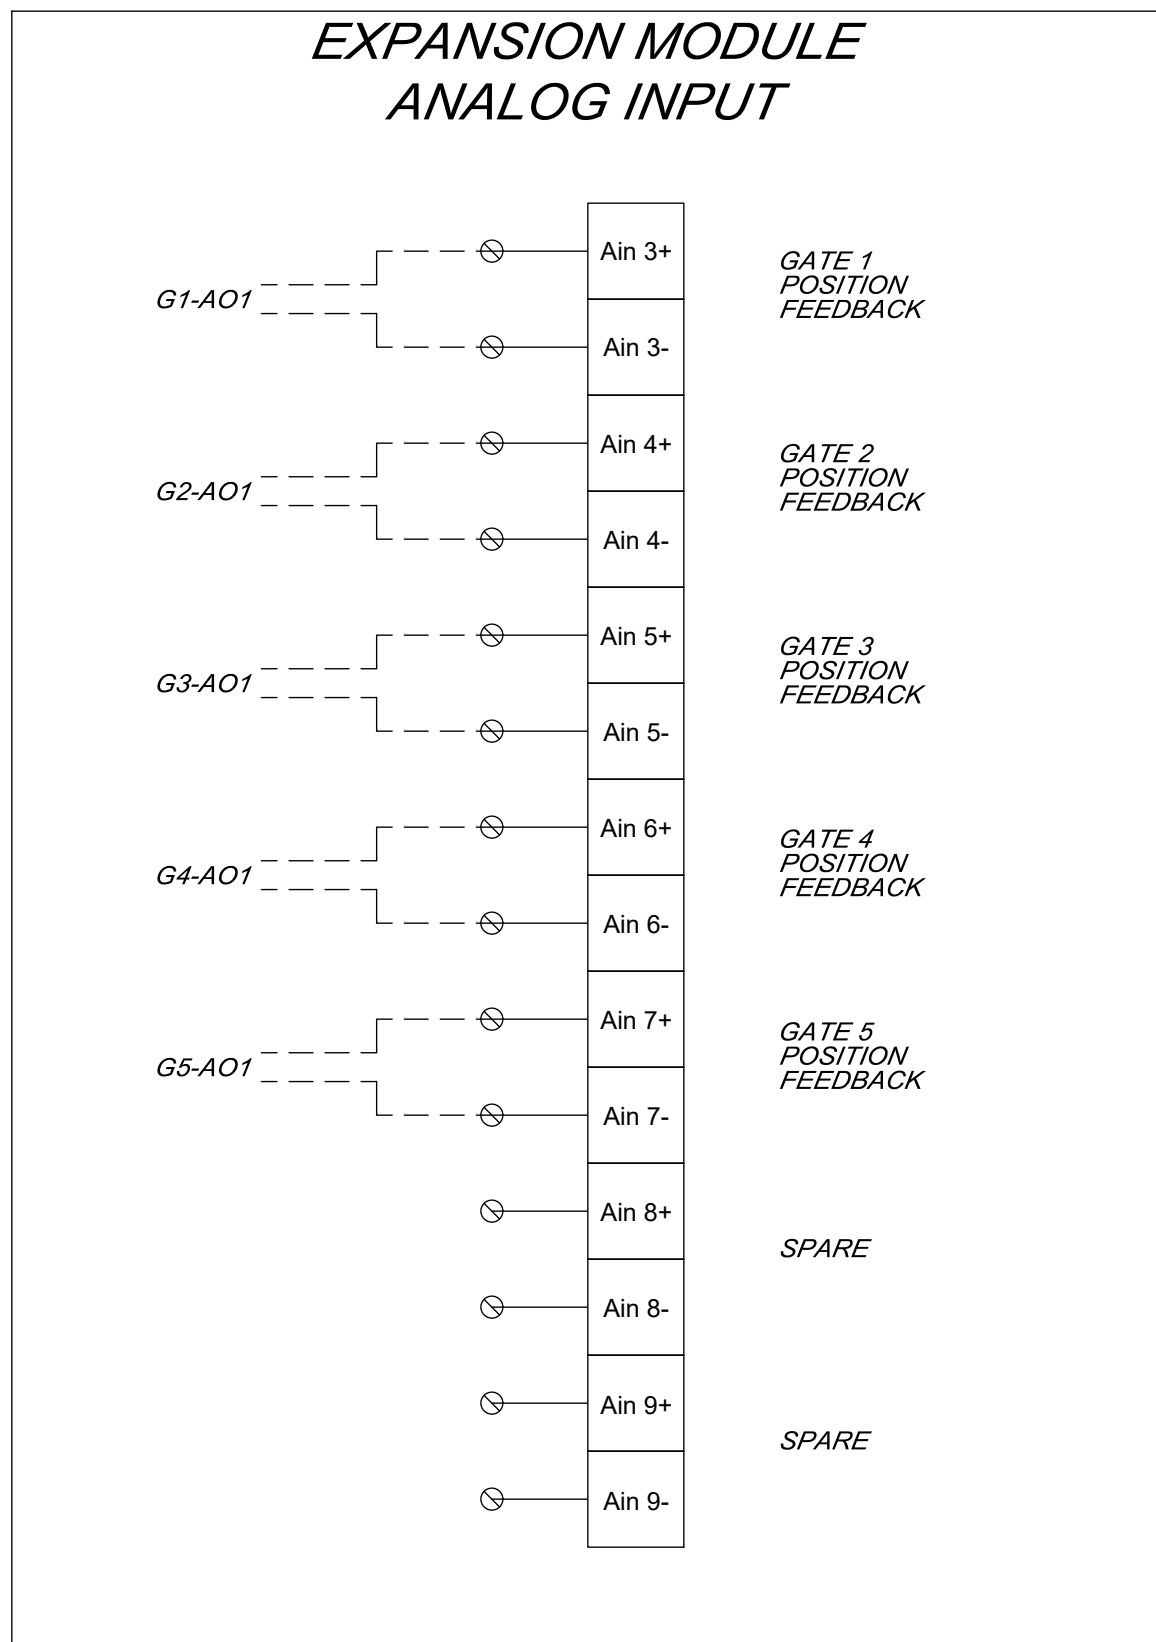 EXPANSION MODULE
ANALOG INPUT
Ain 3+
GATE 1
POSITION
FEEDBACK
G1-AO1
Ain 3-
Ain 4+
GATE 2
POSITION
FEEDBACK
G2-AO1
Ain 4-
Ain 5+
GATE 3
POSITION
FEEDBACK
G3-AO1
Ain 5-
Ain 6+
GATE 4
POSITION
FEEDBACK
G4-AO1
Ain 6-
Ain 7+
GATE 5
POSITION
FEEDBACK
G5-AO1
Ain 7-
Ain 8+
SPARE
Ain 8-
Ain 9+
SPARE
Ain 9-